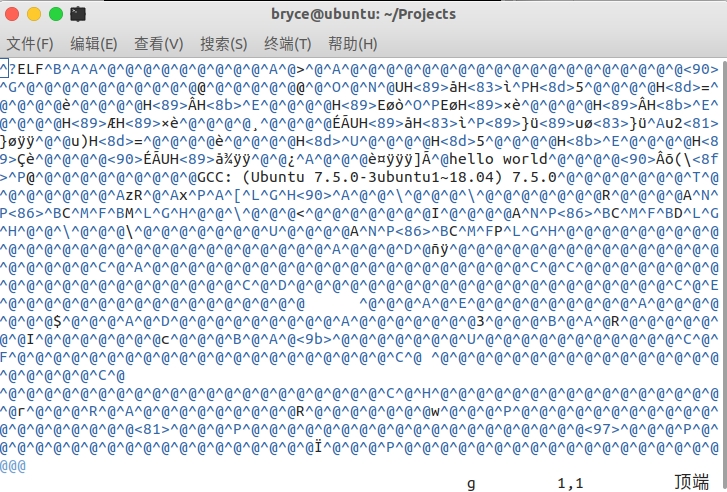 bryce@ubuntu: ~/Projects
文件(F) 编辑(E) 查看(V) 搜索(S) 终端(T) 帮助(H)
^?ELF^B^A^A^@^@^@^@^@^@^@^@^@^A^@>^@^A^@^@^@^@^@^@^@^@^@^@^@^@^@^@^@^@^@^@^@<90>
^G^@^@^@^@^@^@^@^@^@@^@^@^@^@^@@^@^O^@^N^@UH<89>åH<83>ì^PH<8d>5^@^@^@^@H<8d>=^@
^@^@^@è^@^@^@^@H<89>ÂH<8b>^E^@^@^@^@H<89>Eøò^O^PEøH<89>×è^@^@^@^@H<89>ÂH<8b>^E^
@^@^@^@H<89>ÆH<89>×è^@^@^@^@¸^@^@^@^@ÉÃUH<89>åH<83>ì^P<89>}ü<89>uø<83>}ü^Au2<81>
}øÿÿ^@^@u)H<8d>=^@^@^@^@è^@^@^@^@H<8d>^U^@^@^@^@H<8d>5^@^@^@^@H<8b>^E^@^@^@^@H<8
9>Çè^@^@^@^@<90>ÉÃUH<89>å¾ÿÿ^@^@¿^A^@^@^@è¤ÿÿÿ]Ã^@hello world^@^@^@^@<90>Âõ(\<8f
>^P@^@^@^@^@^@^@^@^@GCC: (Ubuntu 7.5.0-3ubuntu1~18.04) 7.5.0^@^@^@^@^@^@^@^T^@
^@^@^@^@^@^@^AzR^@^Ax^P^A^[^L^G^H<90>^A^@^@^\^@^@^@^\^@^@^@^@^@^@^@R^@^@^@^@A^N^
P<86>^BC^M^F^BM^L^G^H^@^@^\^@^@^@<^@^@^@^@^@^@^@I^@^@^@^@A^N^P<86>^BC^M^F^BD^L^G
^H^@^@^\^@^@^@\^@^@^@^@^@^@^@^U^@^@^@^@A^N^P<86>^BC^M^FP^L^G^H^@^@^@^@^@^@^@^@^@
^@^@^@^@^@^@^@^@^@^@^@^@^@^@^@^@^@^@^A^@^@^@^D^@ñÿ^@^@^@^@^@^@^@^@^@^@^@^@^@^@^@
^@^@^@^@^@^C^@^A^@^@^@^@^@^@^@^@^@^@^@^@^@^@^@^@^@^@^@^@^@^C^@^C^@^@^@^@^@^@^@^@
^@^@^@^@^@^@^@^@^@^@^@^@^@^C^@^D^@^@^@^@^@^@^@^@^@^@^@^@^@^@^@^@^@^@^@^@^@^C^@^E
^@^@^@^@^@^@^@^@^@^@^@^@^@^@^@^@^@ ^@^@^@^A^@^E^@^@^@^@^@^@^@^@^@^A^@^@^@^@^@
^@^@^@$^@^@^@^A^@^D^@^@^@^@^@^@^@^@^@^A^@^@^@^@^@^@^@3^@^@^@^B^@^A^@R^@^@^@^@^@^
@^@I^@^@^@^@^@^@^@c^@^@^@^B^@^A^@<9b>^@^@^@^@^@^@^@^U^@^@^@^@^@^@^@^@^@^@^@^C^@^
F^@^@^@^@^@^@^@^@^@^@^@^@^@^@^@^@^@^@^@^@^@^C^@ ^@^@^@^@^@^@^@^@^@^@^@^@^@^@^@^@
^@^@^@^@^@^C^@
^@^@^@^@^@^@^@^@^@^@^@^@^@^@^@^@^@^@^@^@^@^C^@^H^@^@^@^@^@^@^@^@^@^@^@^@^@^@^@^@
^@r^@^@^@^R^@^A^@^@^@^@^@^@^@^@^@R^@^@^@^@^@^@^@w^@^@^@^P^@^@^@^@^@^@^@^@^@^@^@
^@^@^@^@^@^@^@<81>^@^@^@^P^@^@^@^@^@^@^@^@^@^@^@^@^@^@^@^@^@^@^@<97>^@^@^@^P^@^
@^@^@^@^@^@^@^@^@^@^@^@^@^@^@^@^@^@Ï^@^@^@^P^@^@^@^@^@^@^@^@^@^@^@^@^@^@^@^@^@^@
@@@
g 1,1 顶端